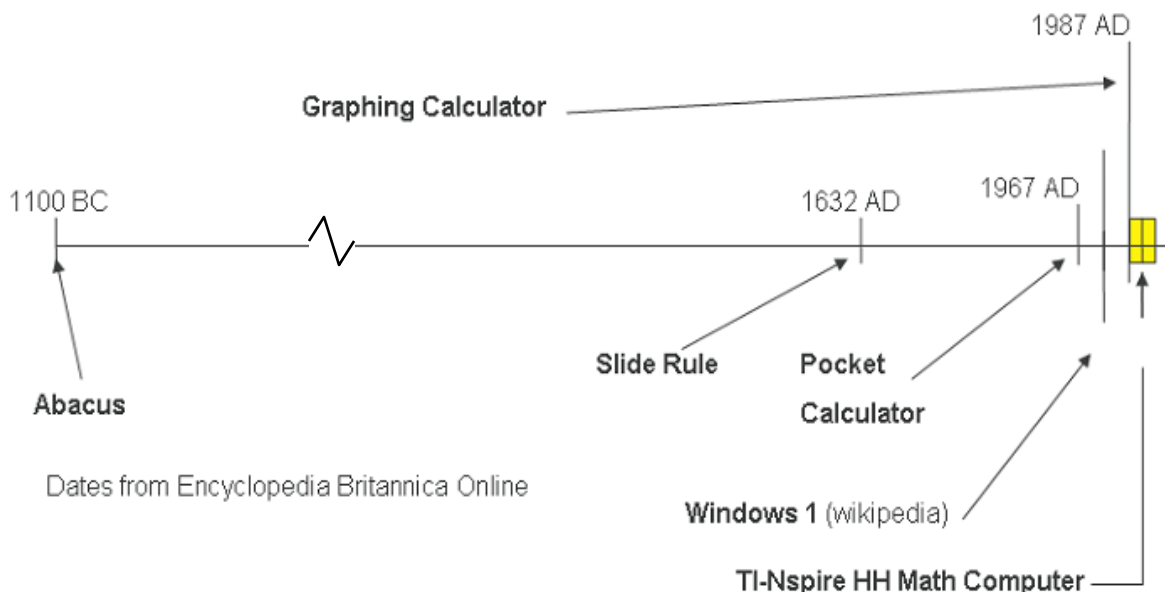 1987 AD
Graphing Calculator
1100 BC
1632 AD
1967 AD
Slide Rule
Pocket
Calculator
Abacus
Dates from Encyclopedia Britannica Online
Windows 1 (wikipedia)
TI-Nspire HH Math Computer